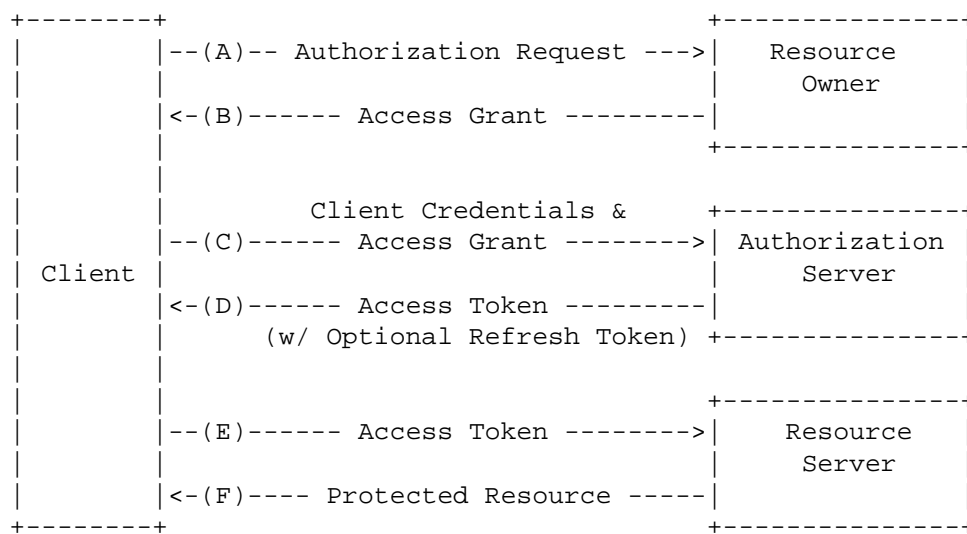 --(A)-- Authorization Request --->
Resource
Owner
<-(B)------ Access Grant ---------
Client Credentials &
--(C)------ Access Grant -------->
Authorization
Server
Client
<-(D)------ Access Token ---------
(w/ Optional Refresh Token)
--(E)------ Access Token -------->
Resource
Server
<-(F)---- Protected Resource -----